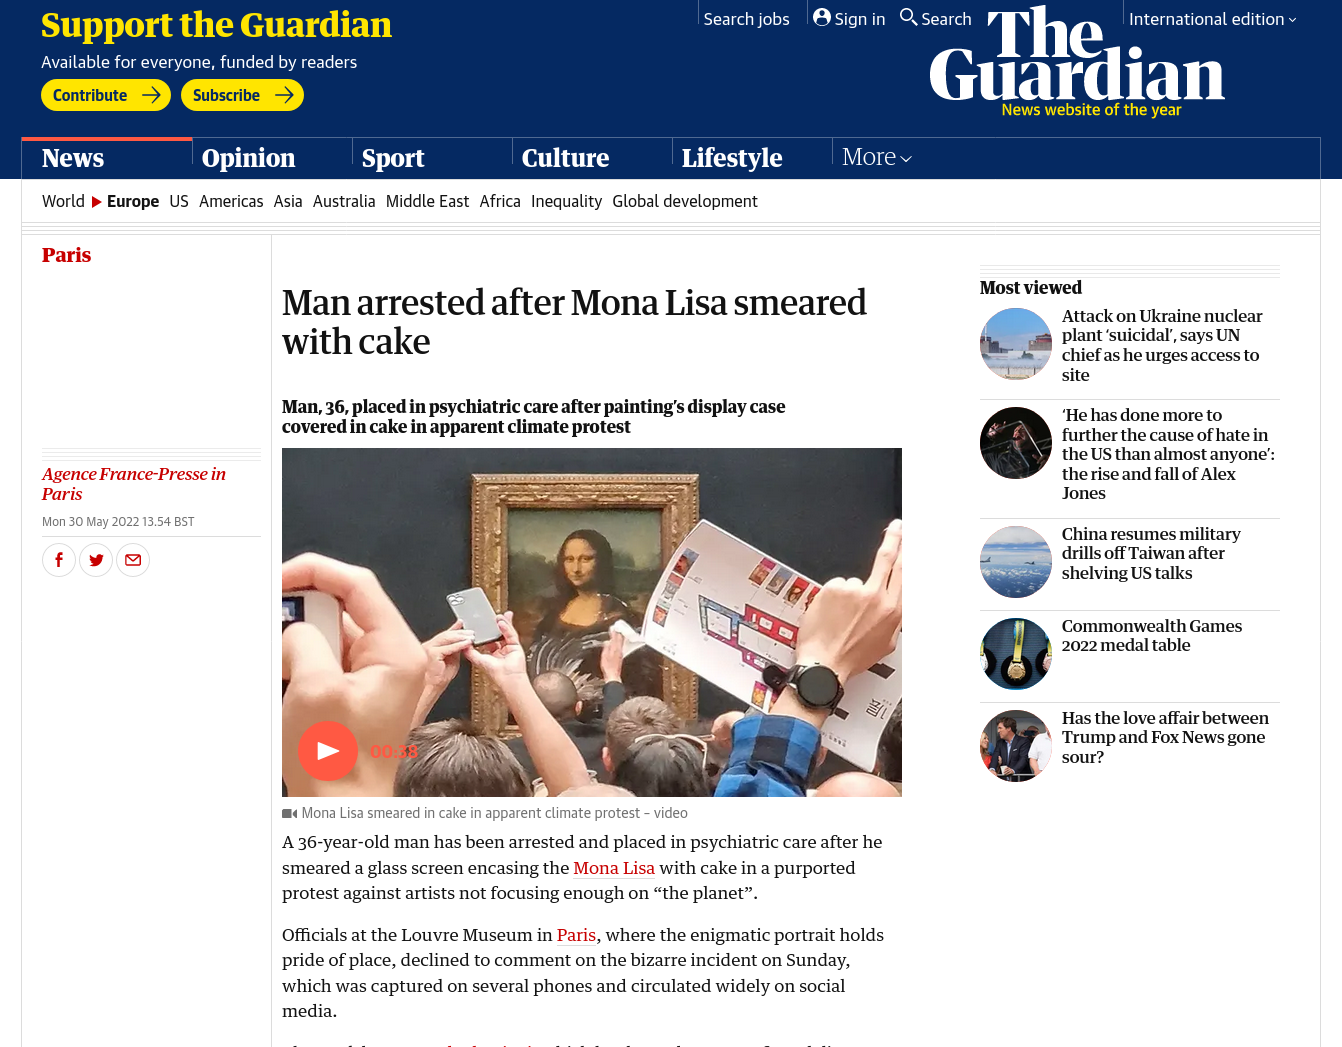 Support the Guardian
Available for everyone, funded by readers
Contribute
Subscribe
Search jobs
Sign in
Search
International edition
The
Guardian
News website of the year
News
Opinion
Sport
Culture
Lifestyle
More
World
Europe
US
Americas
Asia
Australia
Middle East
Africa
Inequality
Global development
Paris
Man arrested after Mona Lisa smeared
with cake
Man, 36, placed in psychiatric care after painting’s display case
covered in cake in apparent climate protest
Agence France-Presse in
Paris
Mon 30 May 2022 13.54 BST
00:38
Mona Lisa smeared in cake in apparent climate protest – video
A 36-year-old man has been arrested and placed in psychiatric care after he
smeared a glass screen encasing the Mona Lisa with cake in a purported
protest against artists not focusing enough on “the planet”.
Officials at the Louvre Museum in Paris, where the enigmatic portrait holds
pride of place, declined to comment on the bizarre incident on Sunday,
which was captured on several phones and circulated widely on social
media.
Most viewed
Attack on Ukraine nuclear
plant ‘suicidal’, says UN
chief as he urges access to
site
‘He has done more to
further the cause of hate in
the US than almost anyone’:
the rise and fall of Alex
Jones
China resumes military
drills off Taiwan after
shelving US talks
Commonwealth Games
2022 medal table
Has the love affair between
Trump and Fox News gone
sour?